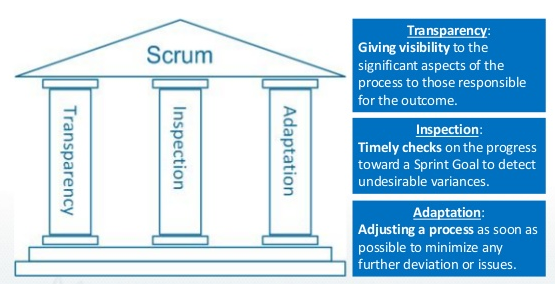 Scrum
Transparency
Inspection
Adaptation
Transparency:
Giving visibility to the
significant aspects of the
process to those responsible
for the outcome.
Inspection:
Timely checks on the progress
toward a Sprint Goal to detect
undesirable variances.
Adaptation:
Adjusting a process as soon as
possible to minimize any
further deviation or issues.